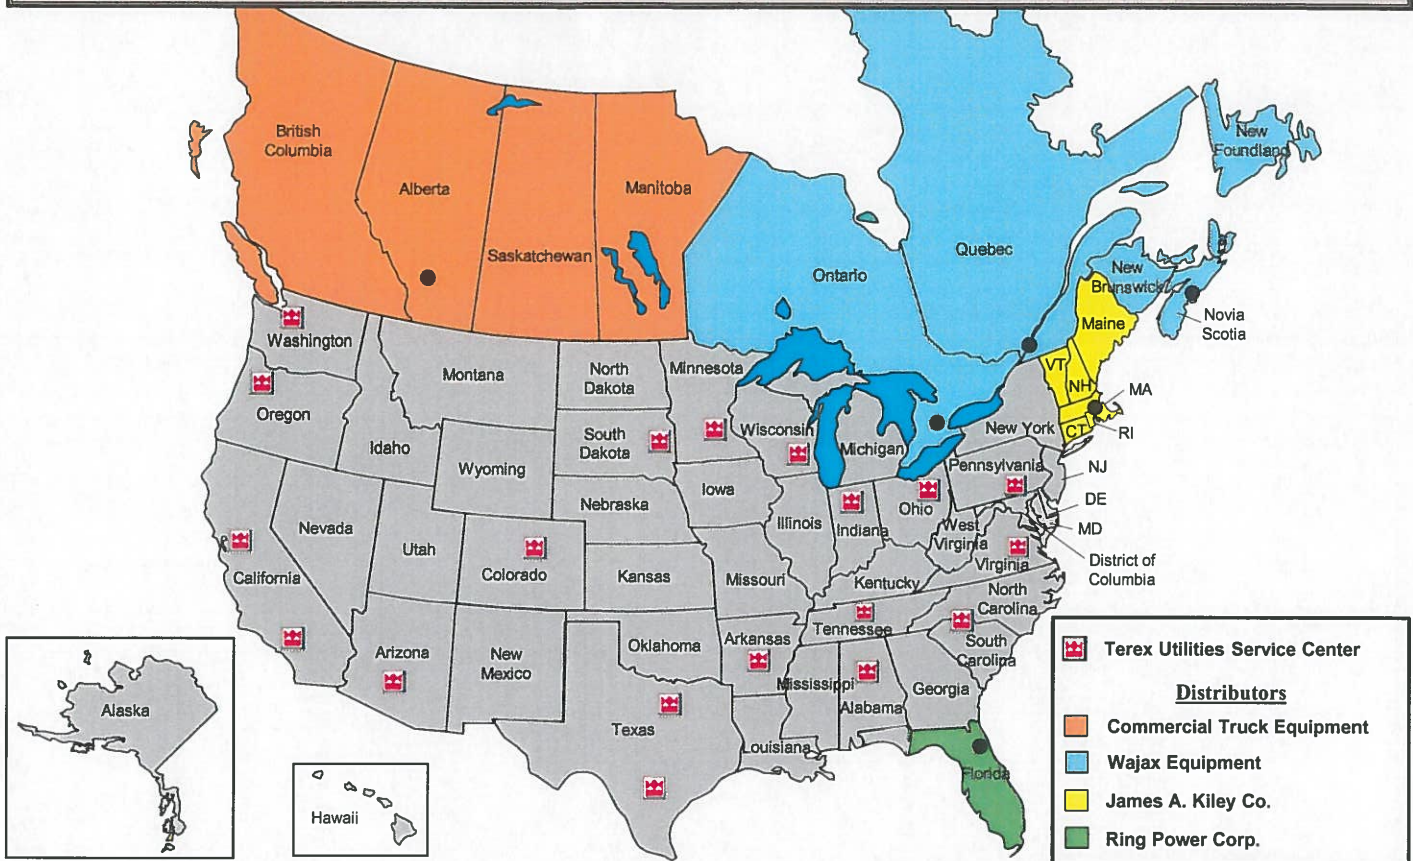 British
Columbia
Alberta
Saskatchewan
Manitoba
Ontario
Quebec
New
Foundland
New
Brunswick
Novia
Scotia
Maine
VT
NH
MA
RI
CT
Washington
Oregon
Idaho
Montana
North
Dakota
South
Dakota
Minnesota
Wisconsin
Michigan
New York
Pennsylvania
NJ
DE
MD
District of
Columbia
Wyoming
Nebraska
Iowa
Illinois
Indiana
Ohio
West
Virginia
Virginia
California
Nevada
Utah
Colorado
Kansas
Missouri
Kentucky
North
Carolina
Tennessee
South
Carolina
Arizona
New
Mexico
Oklahoma
Arkansas
Mississippi
Alabama
Georgia
Texas
Louisiana
Florida
Alaska
Hawaii
Terex Utilities Service Center
Distributors
Commercial Truck Equipment
Wajax Equipment
James A. Kiley Co.
Ring Power Corp.